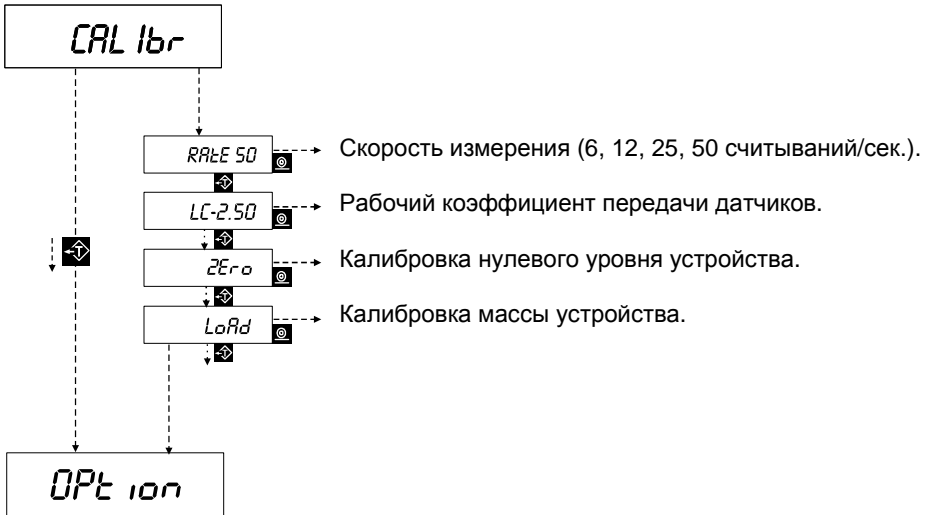 CAL Ibr
RAtE 50
Скорость измерения (6, 12, 25, 50 считываний/сек.).
LC-2.50
Рабочий коэффициент передачи датчиков.
T
ZEro
Калибровка нулевого уровня устройства.
LoAd
Калибровка массы устройства.
OPt ion